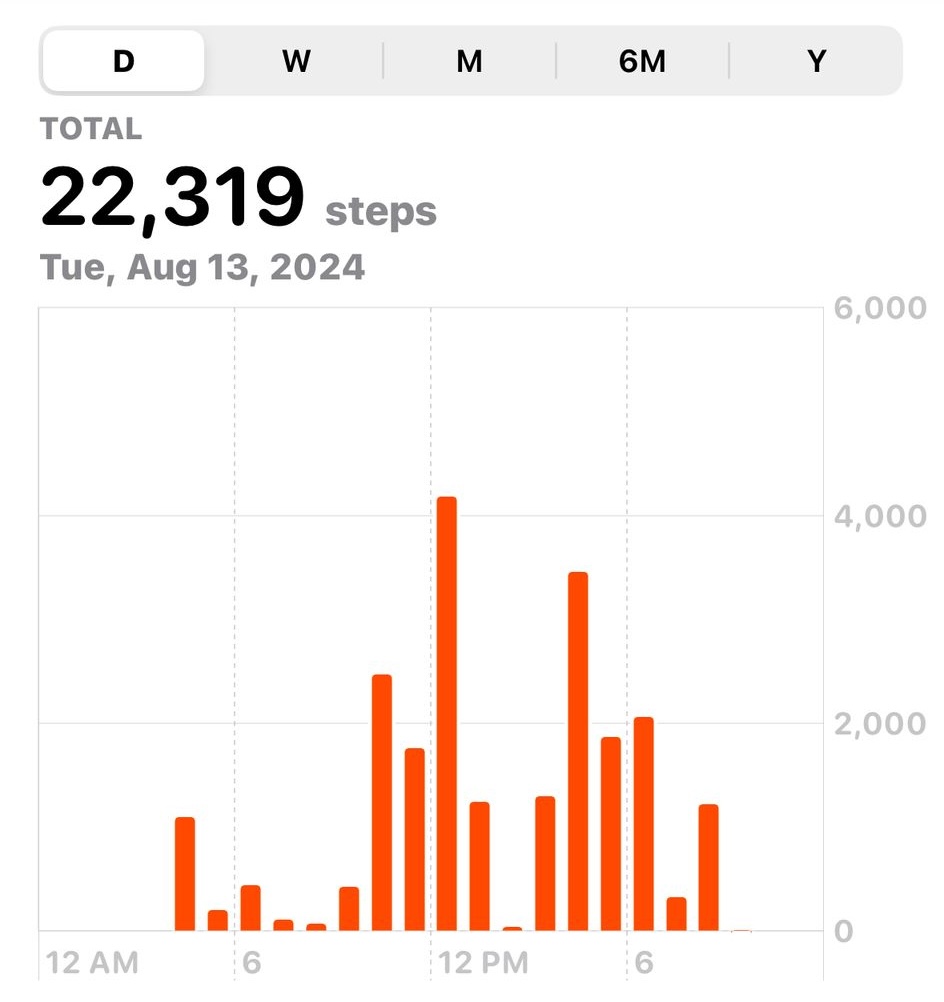 D W M 6M Y
TOTAL
22,319 steps
Tue, Aug 13, 2024
6,000
4,000
2,000
0
12 AM 6 12 PM 6